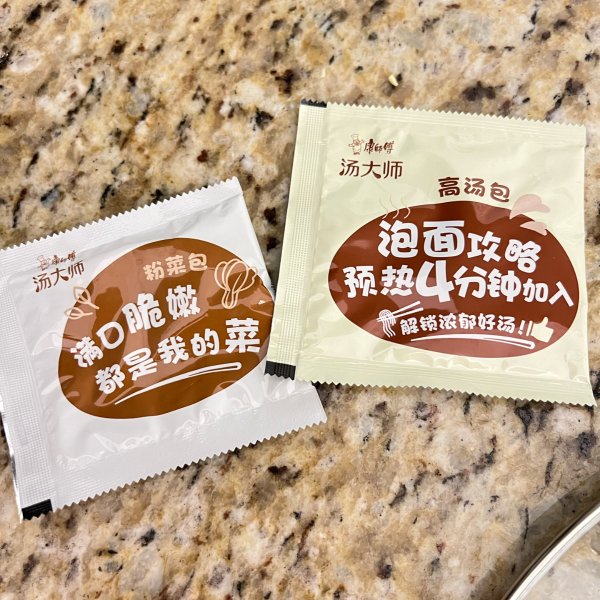 康师傅
汤大师
粉菜包
满口脆嫩
都是我的菜
康师傅
汤大师
高汤包
泡面攻略
预热4分钟加入
解锁浓郁好汤!